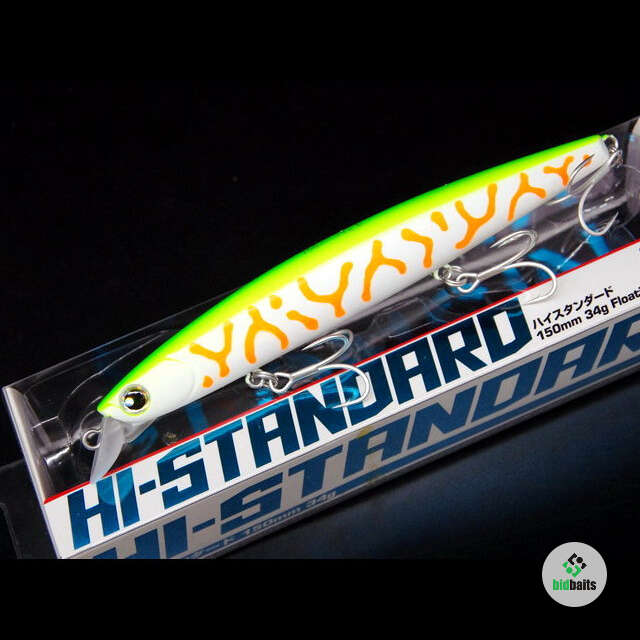 HI-STANDARD
ハイスタンダード
150mm 34g Floati
HI-STANDAR
150mm 34g
bidbaits